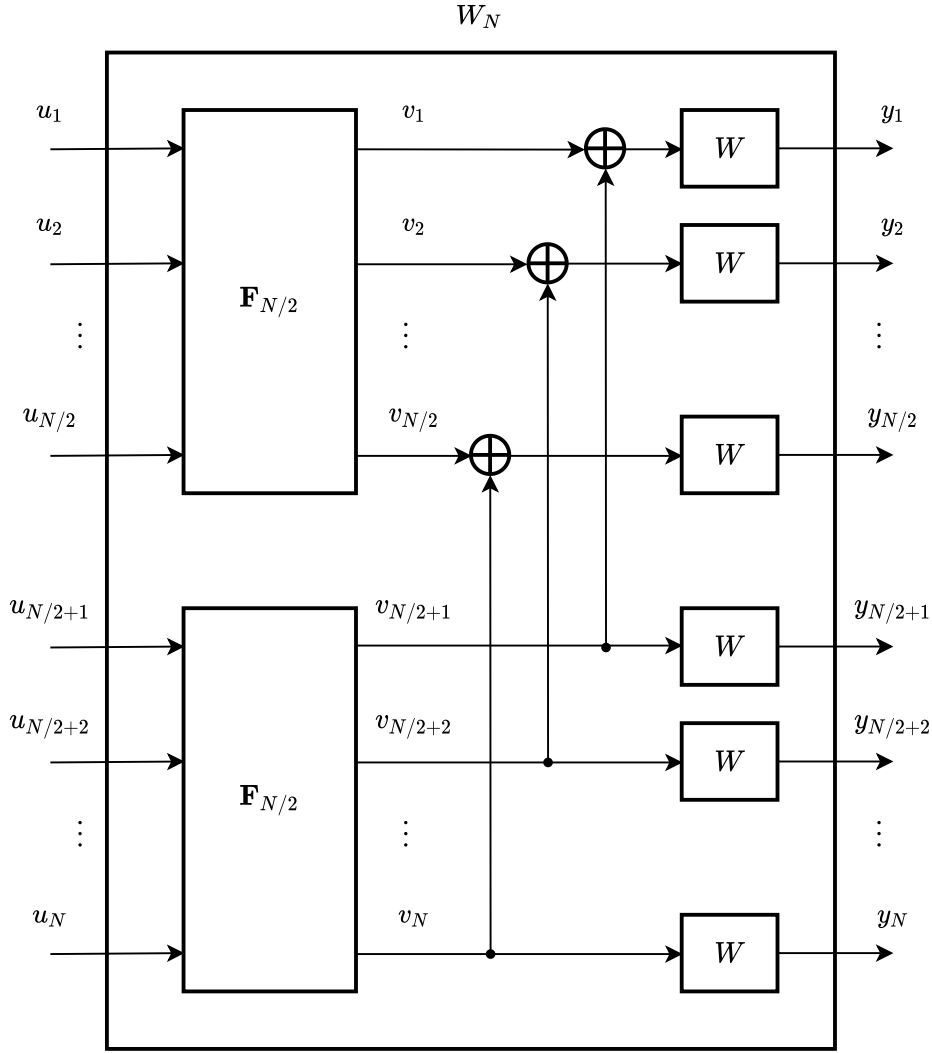 W_N
u_1 v_1 W y_1
u_2 v_2 W y_2
F_{N/2}
⋮ ⋮ ⋮
u_{N/2} v_{N/2} W y_{N/2}
u_{N/2+1} v_{N/2+1} W y_{N/2+1}
u_{N/2+2} v_{N/2+2} W y_{N/2+2}
F_{N/2}
⋮ ⋮ ⋮
u_N v_N W y_N